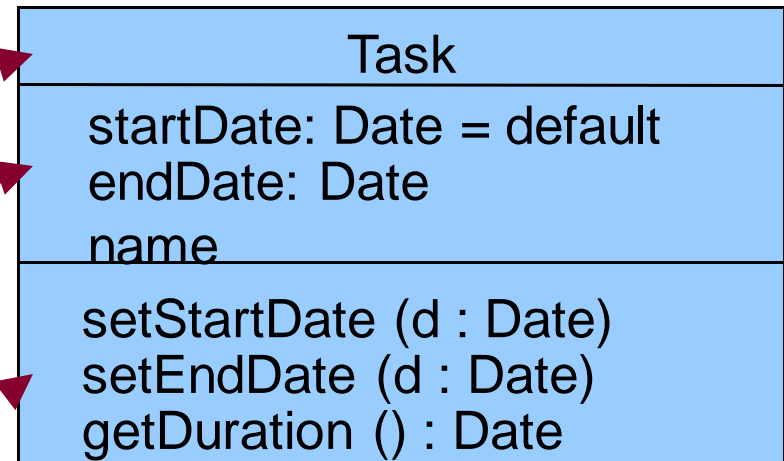 Task
startDate: Date = default
endDate: Date
name
setStartDate (d : Date)
setEndDate (d : Date)
getDuration () : Date